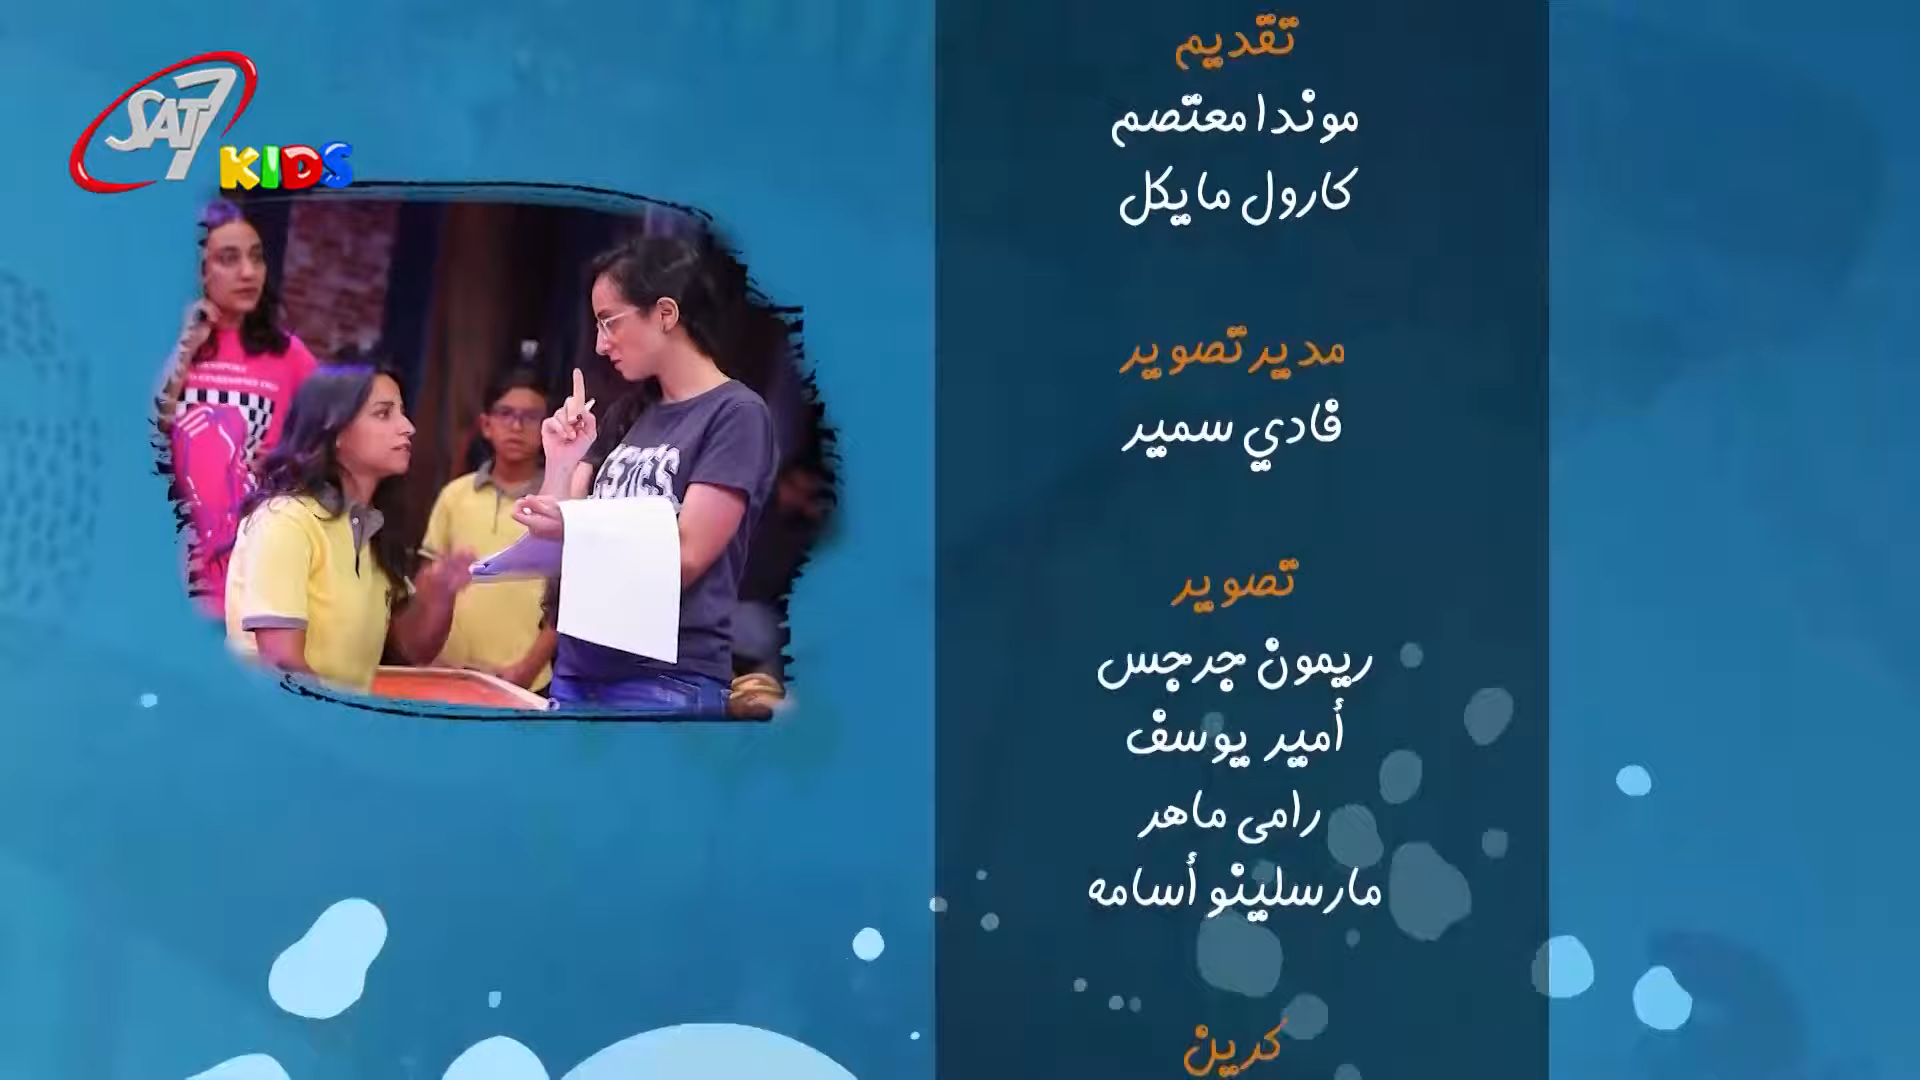 SAT7
KIDS
تقديم
موندا معتصم
كارول مايكل
مدير تصوير
فادي سمير
تصوير
ريمون جرجس
أمير يوسف
رامى ماهر
مارسلينو أسامه
كرين